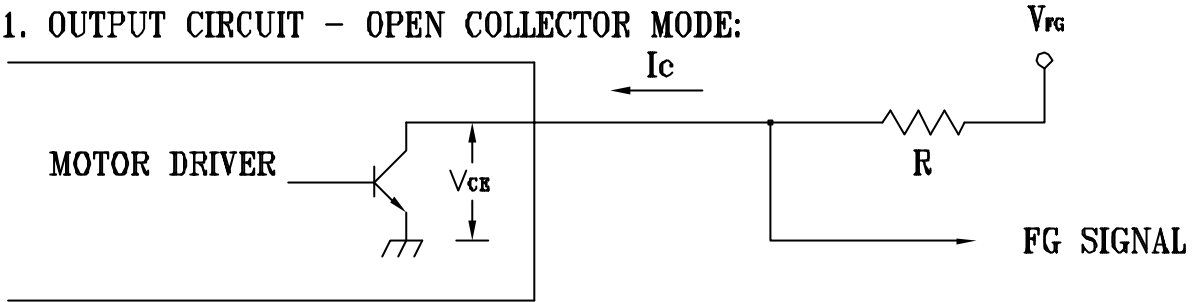 1. OUTPUT CIRCUIT - OPEN COLLECTOR MODE:
VFG
Ic
MOTOR DRIVER
VCE
R
FG SIGNAL